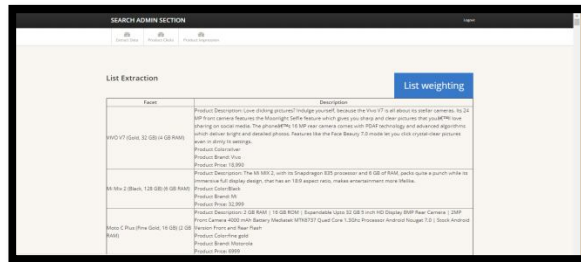 SEARCH ADMIN SECTION
Logout
Extract Data Product Clicks Product Impression
List Extraction
List weighting
Facet Description
Product Description: Love clicking pictures? Indulge yourself, because the Vivo V7 is all about its stellar cameras. Its 24
MP front camera features the Moonlight Selfie feature which gives you sharp and clear pictures that youâ€™ll love
sharing on social media. The phoneâ€™s 16 MP rear camera comes with PDAF technology and advanced algorithms
which deliver bright and detailed photos. Features like the Face Beauty 7.0 mode let you click crystal-clear pictures
even in dimly lit settings.
VIVO V7 (Gold, 32 GB) (4 GB RAM)
Product Color:silver
Product Brand: Vivo
Product Price: 18,990
Product Description: The Mi MIX 2, with its Snapdragon 835 processor and 6 GB of RAM, packs quite a punch while its
immersive full display design, that has an 18:9 aspect ratio, makes entertainment more lifelike.
Mi Mix 2 (Black, 128 GB) (6 GB RAM) Product Color:Black
Product Brand: Mi
Product Price: 32,999
Product Description: 2 GB RAM | 16 GB ROM | Expandable Upto 32 GB 5 inch HD Display 8MP Rear Camera | 2MP
Front Camera 4000 mAh Battery Mediatek MTK6737 Quad Core 1.3Ghz Processor Android Nougat 7.0 | Stock Android
Moto C Plus (Fine Gold, 16 GB) (2 GB RAM) Version Front and Rear Flash
Product Color:fine gold
Product Brand: Motorola
Product Price: 6999